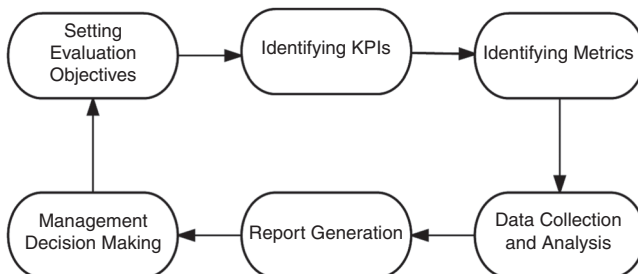 Setting
Evaluation
Objectives
Identifying KPIs
Identifying Metrics
Data Collection
and Analysis
Report Generation
Management
Decision Making